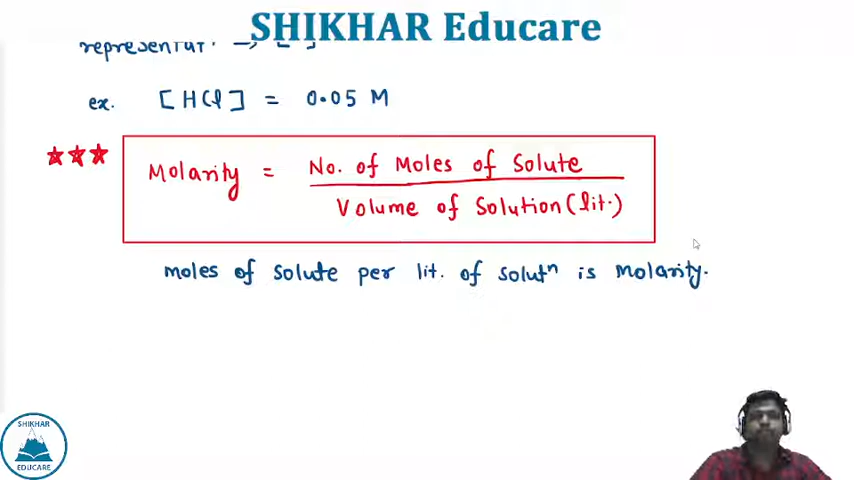 SHIKHAR Educare
representatⁿ → [ ]
ex. [HCl] = 0.05 M
Molarity = No. of Moles of Solute
Volume of Solution (lit.)
moles of solute per lit. of solutⁿ is Molarity.
SHIKHAR
EDUCARE